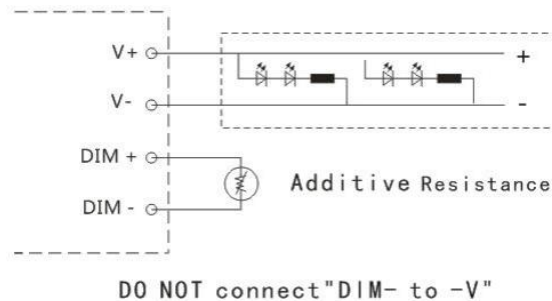 V+
+
V-
-
DIM +
Additive Resistance
DIM -
DO NOT connect"DIM- to -V"